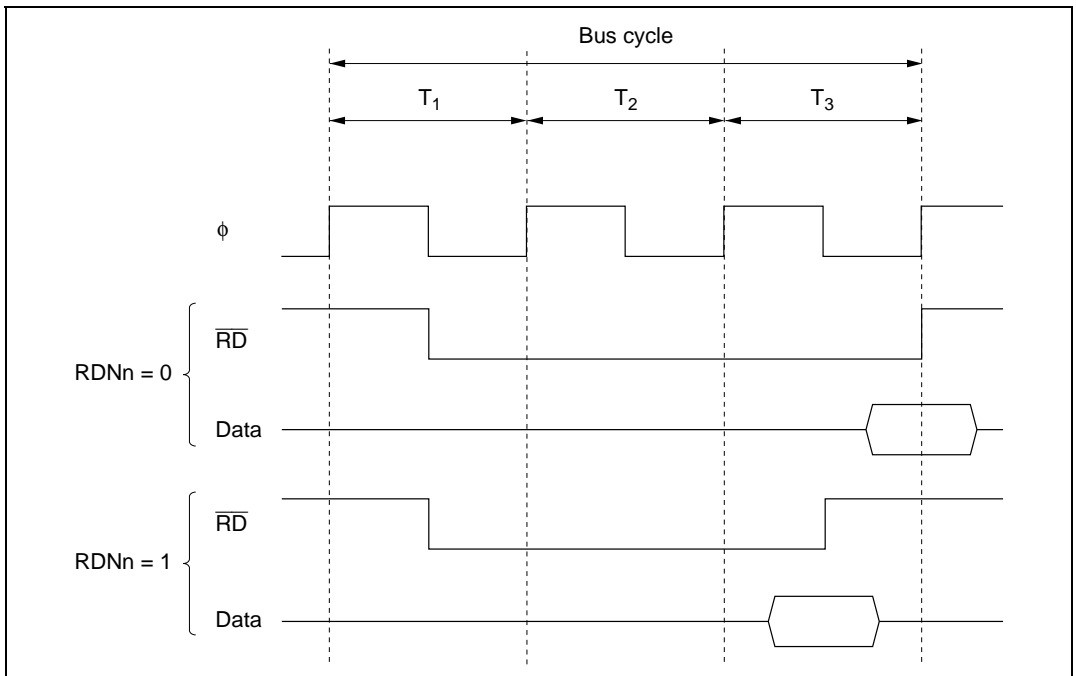 Bus cycle
T₁ T₂ T₃
ϕ
RD̅
RDNn = 0
Data
RD̅
RDNn = 1
Data